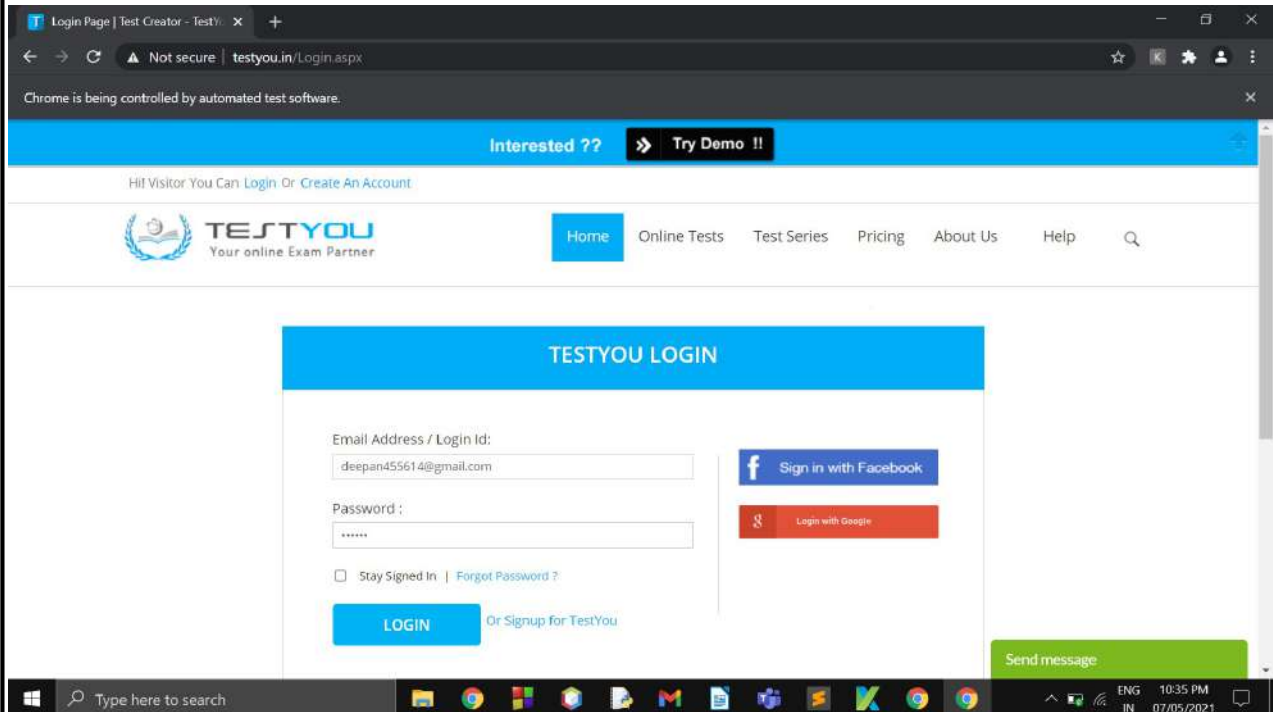 Login Page | Test Creator - TestY
Not secure | testyou.in/Login.aspx
K
Chrome is being controlled by automated test software.
Interested ?? Try Demo !!
Hi! Visitor You Can Login Or Create An Account
TESTYOU
Your online Exam Partner
Home Online Tests Test Series Pricing About Us Help
TESTYOU LOGIN
Email Address / Login Id:
deepan455614@gmail.com
Sign in with Facebook
Password :
Login with Google
Stay Signed In | Forgot Password ?
LOGIN Or Signup for TestYou
Send message
Type here to search
ENG 10:35 PM
IN 07/05/2021